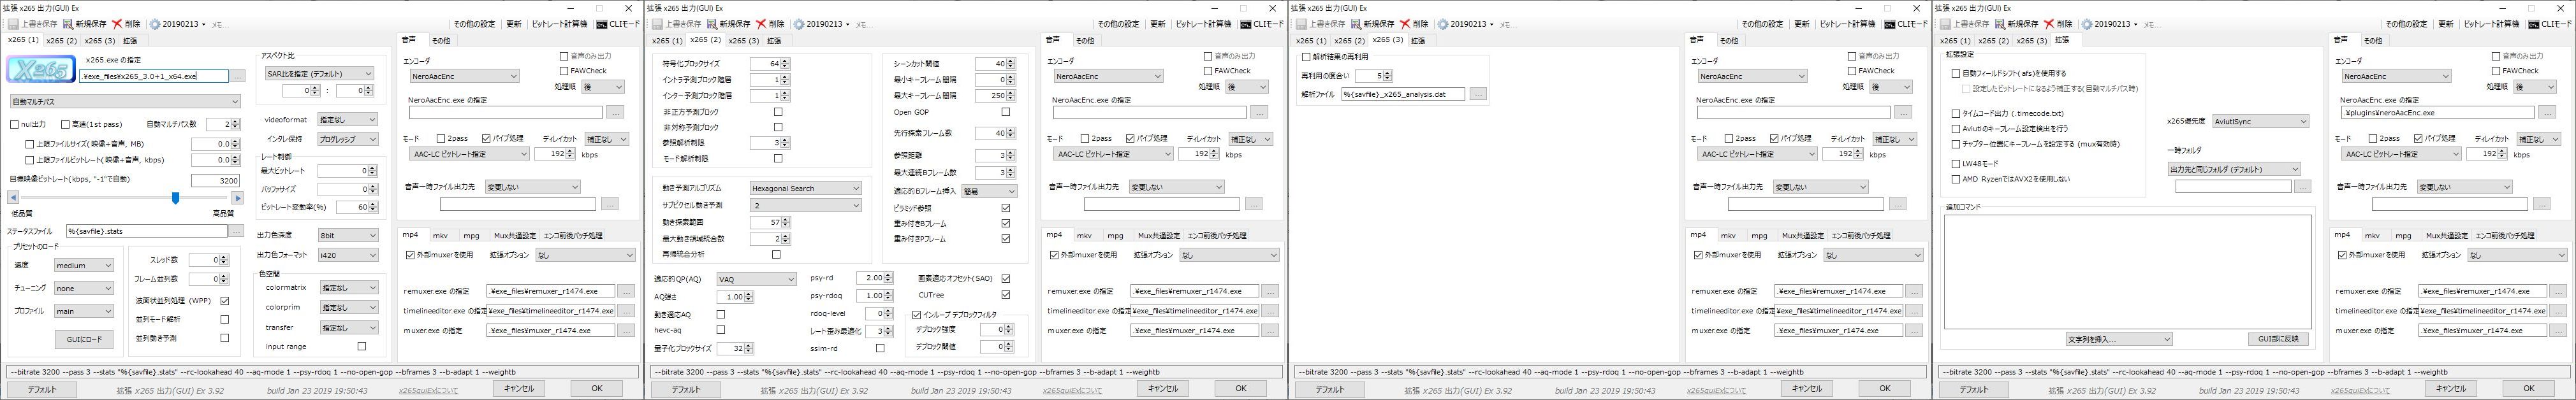 拡張 x265 出力(GUI) Ex
上書き保存 新規保存 削除 20190213 メモ... その他の設定 更新 ビットレート計算機 CLIモード
x265 (1) x265 (2) x265 (3) 拡張
x265
x265.exe の指定
.¥exe_files¥x265_3.0+1_x64.exe ...
自動マルチパス
nul出力 高速(1st pass) 自動マルチパス数 2
上限ファイルサイズ(映像+音声, MB) 0.0
上限ファイルビットレート(映像+音声, kbps) 0.0
目標映像ビットレート(kbps, "-1"で自動) 3200
低品質 高品質
ステータスファイル %{savfile}.stats ...
プリセットのロード
速度 medium
チューニング none
プロファイル main
GUIにロード
スレッド数 0
フレーム並列数 0
波面状並列処理 (WPP)
並列モード解析
並列動き予測
アスペクト比
SAR比を指定 (デフォルト)
0 : 0
videoformat 指定なし
インタレ保持 プログレッシブ
レート制御
最大ビットレート 0
バッファサイズ 0
ビットレート変動率(%) 60
出力色深度 8bit
出力色フォーマット i420
色空間
colormatrix 指定なし
colorprim 指定なし
transfer 指定なし
input range
音声 その他
エンコーダ 音声のみ出力
NeroAacEnc FAWCheck
処理順 後
NeroAacEnc.exe の指定
...
モード 2pass パイプ処理 ディレイカット 補正なし
AAC-LC ビットレート指定 192 kbps
音声一時ファイル出力先 変更しない
...
mp4 mkv mpg Mux共通設定 エンコ前後バッチ処理
外部muxerを使用 拡張オプション なし
remuxer.exe の指定 .¥exe_files¥remuxer_r1474.exe ...
timelineeditor.exe の指定 ¥exe_files¥timelineeditor_r1474.exe ...
muxer.exe の指定 .¥exe_files¥muxer_r1474.exe ...
--bitrate 3200 --pass 3 --stats "%{savfile}.stats" --rc-lookahead 40 --aq-mode 1 --psy-rdoq 1 --no-open-gop --bframes 3 --b-adapt 1 --weightb
デフォルト 拡張 x265 出力(GUI) Ex 3.92 build Jan 23 2019 19:50:43 x265guiExについて キャンセル OK
拡張 x265 出力(GUI) Ex
上書き保存 新規保存 削除 20190213 メモ... その他の設定 更新 ビットレート計算機 CLIモード
x265 (1) x265 (2) x265 (3) 拡張
符号化ブロックサイズ 64
イントラ予測ブロック階層 1
インター予測ブロック階層 1
非正方予測ブロック
非対称予測ブロック
参照解析制限 3
モード解析制限
動き予測アルゴリズム Hexagonal Search
サブピクセル動き予測 2
動き探索範囲 57
最大動き領域統合数 2
再帰統合分析
適応的QP(AQ) VAQ
AQ強さ 1.00
動き適応AQ
hevc-aq
量子化ブロックサイズ 32
シーンカット閾値 40
最小キーフレーム間隔 0
最大キーフレーム間隔 250
Open GOP
先行探索フレーム数 40
参照距離 3
最大連続Bフレーム数 3
適応的Bフレーム挿入 簡易
ピラミッド参照
重み付きBフレーム
重み付きPフレーム
psy-rd 2.00
psy-rdoq 1.00
rdoq-level 0
レート歪み最適化 3
ssim-rd
画素適応オフセット(SAO)
CUTree
インループ デブロックフィルタ
デブロック強度 0
デブロック閾値 0
音声 その他
エンコーダ 音声のみ出力
NeroAacEnc FAWCheck
処理順 後
NeroAacEnc.exe の指定
...
モード 2pass パイプ処理 ディレイカット 補正なし
AAC-LC ビットレート指定 192 kbps
音声一時ファイル出力先 変更しない
...
mp4 mkv mpg Mux共通設定 エンコ前後バッチ処理
外部muxerを使用 拡張オプション なし
remuxer.exe の指定 .¥exe_files¥remuxer_r1474.exe ...
timelineeditor.exe の指定 ¥exe_files¥timelineeditor_r1474.exe ...
muxer.exe の指定 .¥exe_files¥muxer_r1474.exe ...
--bitrate 3200 --pass 3 --stats "%{savfile}.stats" --rc-lookahead 40 --aq-mode 1 --psy-rdoq 1 --no-open-gop --bframes 3 --b-adapt 1 --weightb
デフォルト 拡張 x265 出力(GUI) Ex 3.92 build Jan 23 2019 19:50:43 x265guiExについて キャンセル OK
拡張 x265 出力(GUI) Ex
上書き保存 新規保存 削除 20190213 メモ... その他の設定 更新 ビットレート計算機 CLIモード
x265 (1) x265 (2) x265 (3) 拡張
解析結果の再利用
再利用の度合い 5
解析ファイル %{savfile}_x265_analysis.dat ...
音声 その他
エンコーダ 音声のみ出力
NeroAacEnc FAWCheck
処理順 後
NeroAacEnc.exe の指定
...
モード 2pass パイプ処理 ディレイカット 補正なし
AAC-LC ビットレート指定 192 kbps
音声一時ファイル出力先 変更しない
...
mp4 mkv mpg Mux共通設定 エンコ前後バッチ処理
外部muxerを使用 拡張オプション なし
remuxer.exe の指定 .¥exe_files¥remuxer_r1474.exe ...
timelineeditor.exe の指定 ¥exe_files¥timelineeditor_r1474.exe ...
muxer.exe の指定 .¥exe_files¥muxer_r1474.exe ...
--bitrate 3200 --pass 3 --stats "%{savfile}.stats" --rc-lookahead 40 --aq-mode 1 --psy-rdoq 1 --no-open-gop --bframes 3 --b-adapt 1 --weightb
デフォルト 拡張 x265 出力(GUI) Ex 3.92 build Jan 23 2019 19:50:43 x265guiExについて キャンセル OK
拡張 x265 出力(GUI) Ex
上書き保存 新規保存 削除 20190213 メモ... その他の設定 更新 ビットレート計算機 CLIモード
x265 (1) x265 (2) x265 (3) 拡張
拡張設定
自動フィールドシフト(afs)を使用する
設定したビットレートになるよう補正する(自動マルチパス時)
タイムコード出力 (.timecode.txt)
Aviutlのキーフレーム設定検出を行う
チャプター位置にキーフレームを設定する (mux有効時)
LW48モード
AMD RyzenではAVX2を使用しない
x265優先度 AviutlSync
一時フォルダ
出力先と同じフォルダ (デフォルト)
...
追加コマンド
文字列を挿入... GUI部に反映
音声 その他
エンコーダ 音声のみ出力
NeroAacEnc FAWCheck
処理順 後
NeroAacEnc.exe の指定
.¥plugins¥neroAacEnc.exe ...
モード 2pass パイプ処理 ディレイカット 補正なし
AAC-LC ビットレート指定 192 kbps
音声一時ファイル出力先 変更しない
...
mp4 mkv mpg Mux共通設定 エンコ前後バッチ処理
外部muxerを使用 拡張オプション なし
remuxer.exe の指定 .¥exe_files¥remuxer_r1474.exe ...
timelineeditor.exe の指定 ¥exe_files¥timelineeditor_r1474.exe ...
muxer.exe の指定 .¥exe_files¥muxer_r1474.exe ...
--bitrate 3200 --pass 3 --stats "%{savfile}.stats" --rc-lookahead 40 --aq-mode 1 --psy-rdoq 1 --no-open-gop --bframes 3 --b-adapt 1 --weightb
デフォルト 拡張 x265 出力(GUI) Ex 3.92 build Jan 23 2019 19:50:43 x265guiExについて キャンセル OK